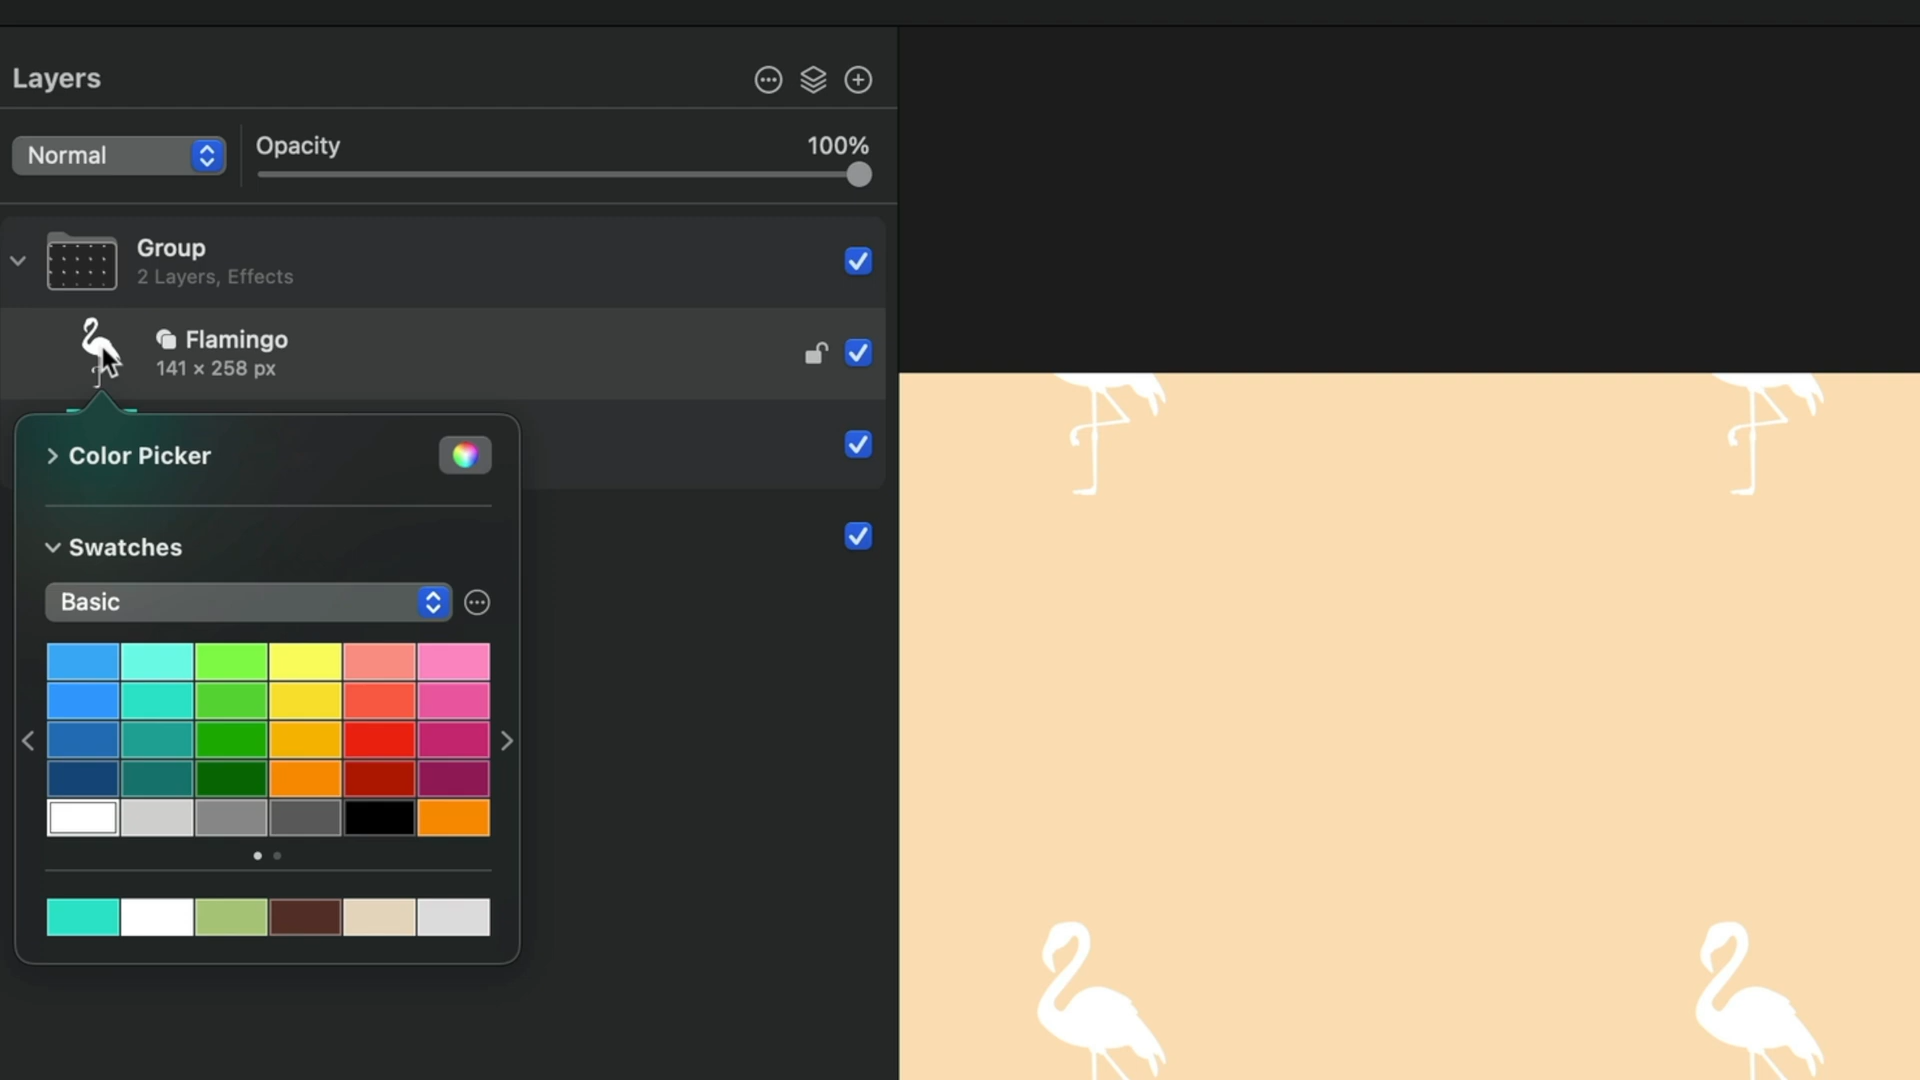 Layers
Normal
Opacity
100%
Group
2 Layers, Effects
Flamingo
141 × 258 px
Color Picker
Swatches
Basic